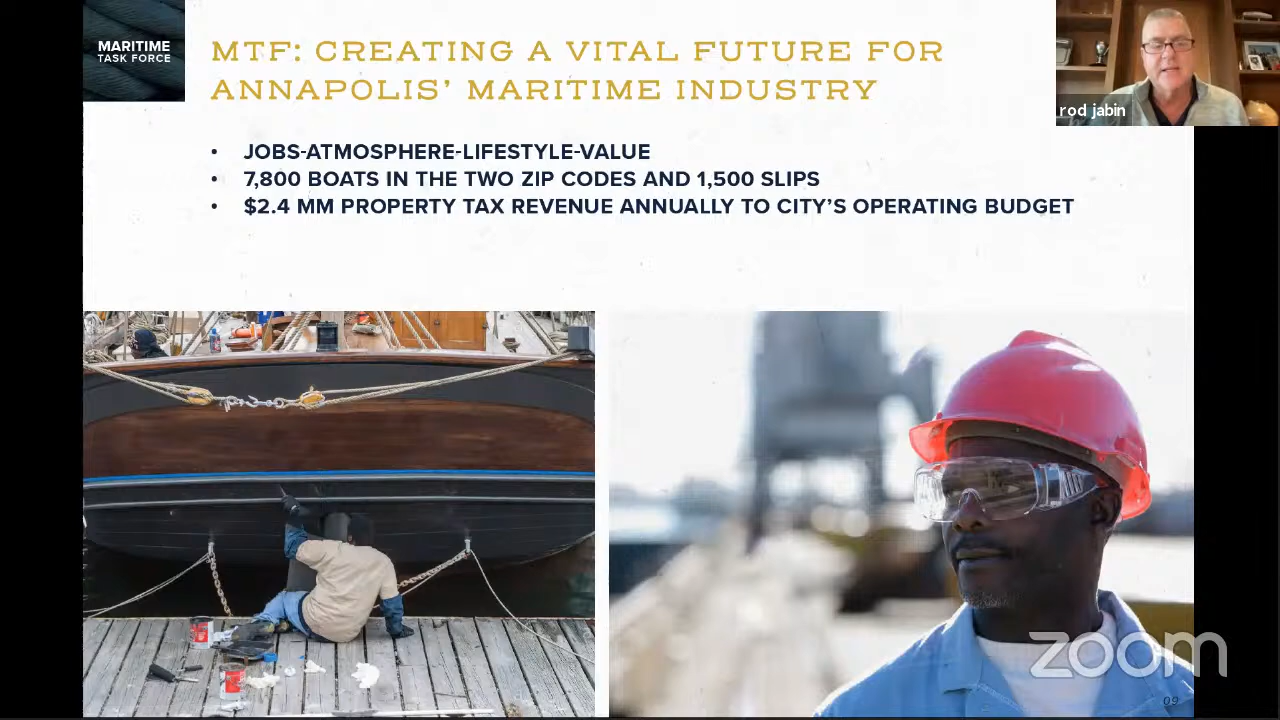 MARITIME
TASK FORCE
MTF: CREATING A VITAL FUTURE FOR
ANNAPOLIS’ MARITIME INDUSTRY
rod jabin
• JOBS-ATMOSPHERE-LIFESTYLE-VALUE
• 7,800 BOATS IN THE TWO ZIP CODES AND 1,500 SLIPS
• $2.4 MM PROPERTY TAX REVENUE ANNUALLY TO CITY’S OPERATING BUDGET
zoom
09